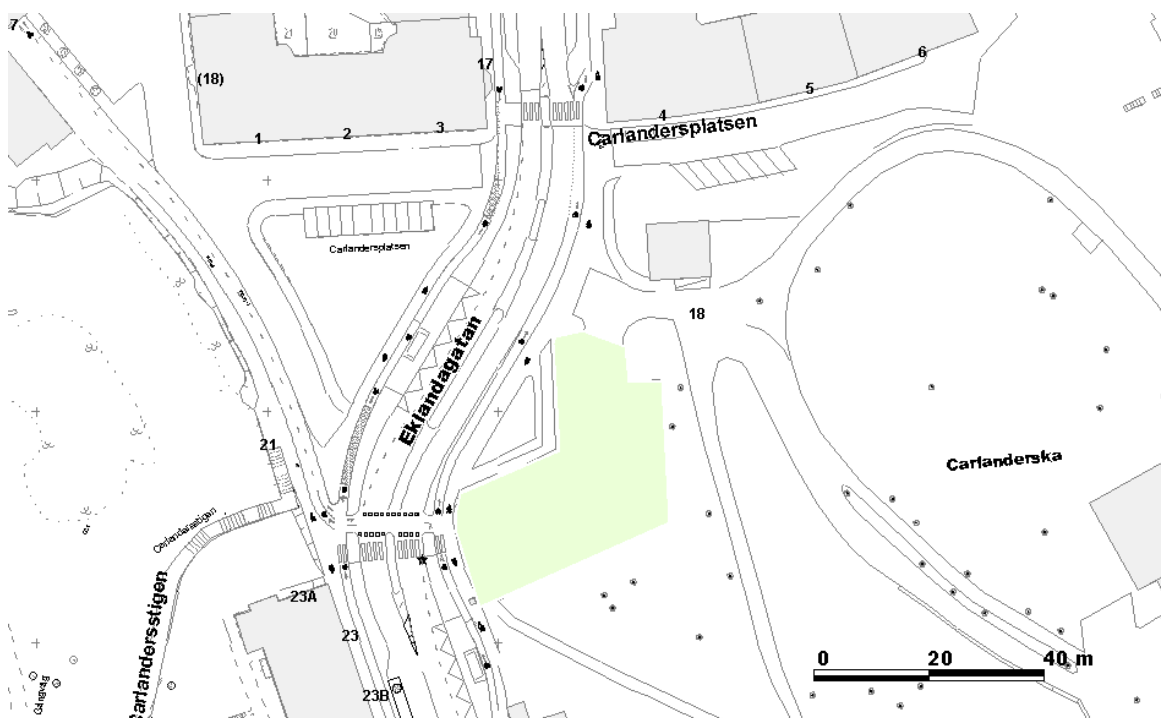 7
(18)
17
1
2
3
4
5
6
Carlandersplatsen
Carlandersplatsen
18
Eklandagatan
21
Carlanderska
Carlandersstigen
23A
Carlandersstigen
23
23B
Gångväg
0 20 40 m